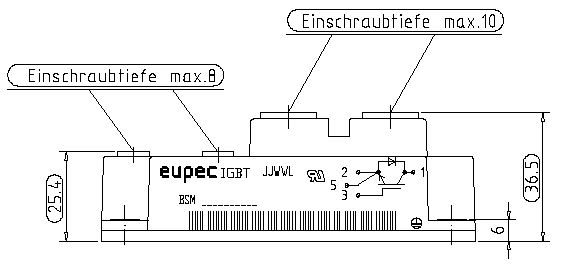 Einschraubtiefe max.10
Einschraubtiefe max.8
eupec IGBT JJWWL
2
1
5
3
BSM __________
25.4
36.5
6